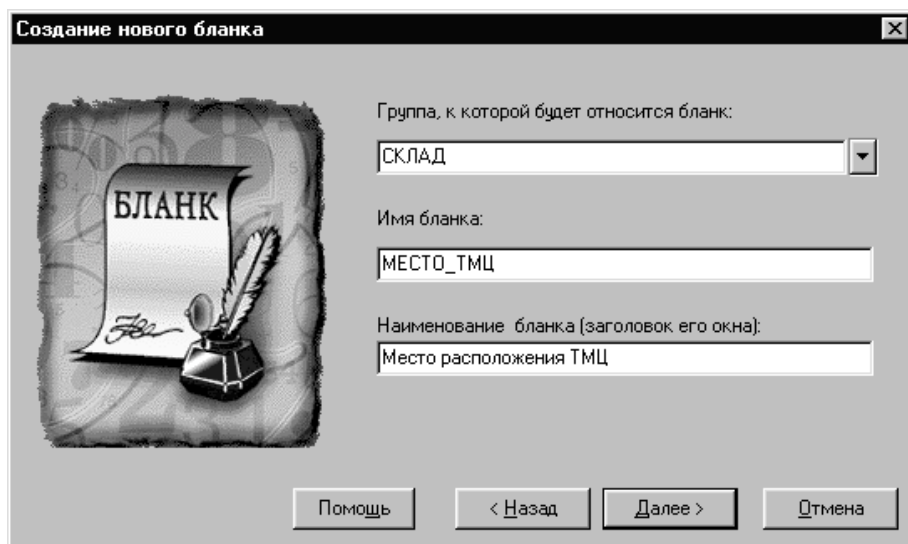 Создание нового бланка
Группа, к которой будет относится бланк:
СКЛАД
БЛАНК
Имя бланка:
МЕСТО_ТМЦ
Наименование бланка (заголовок его окна):
Место расположения ТМЦ
Помощь
< Назад
Далее >
Отмена